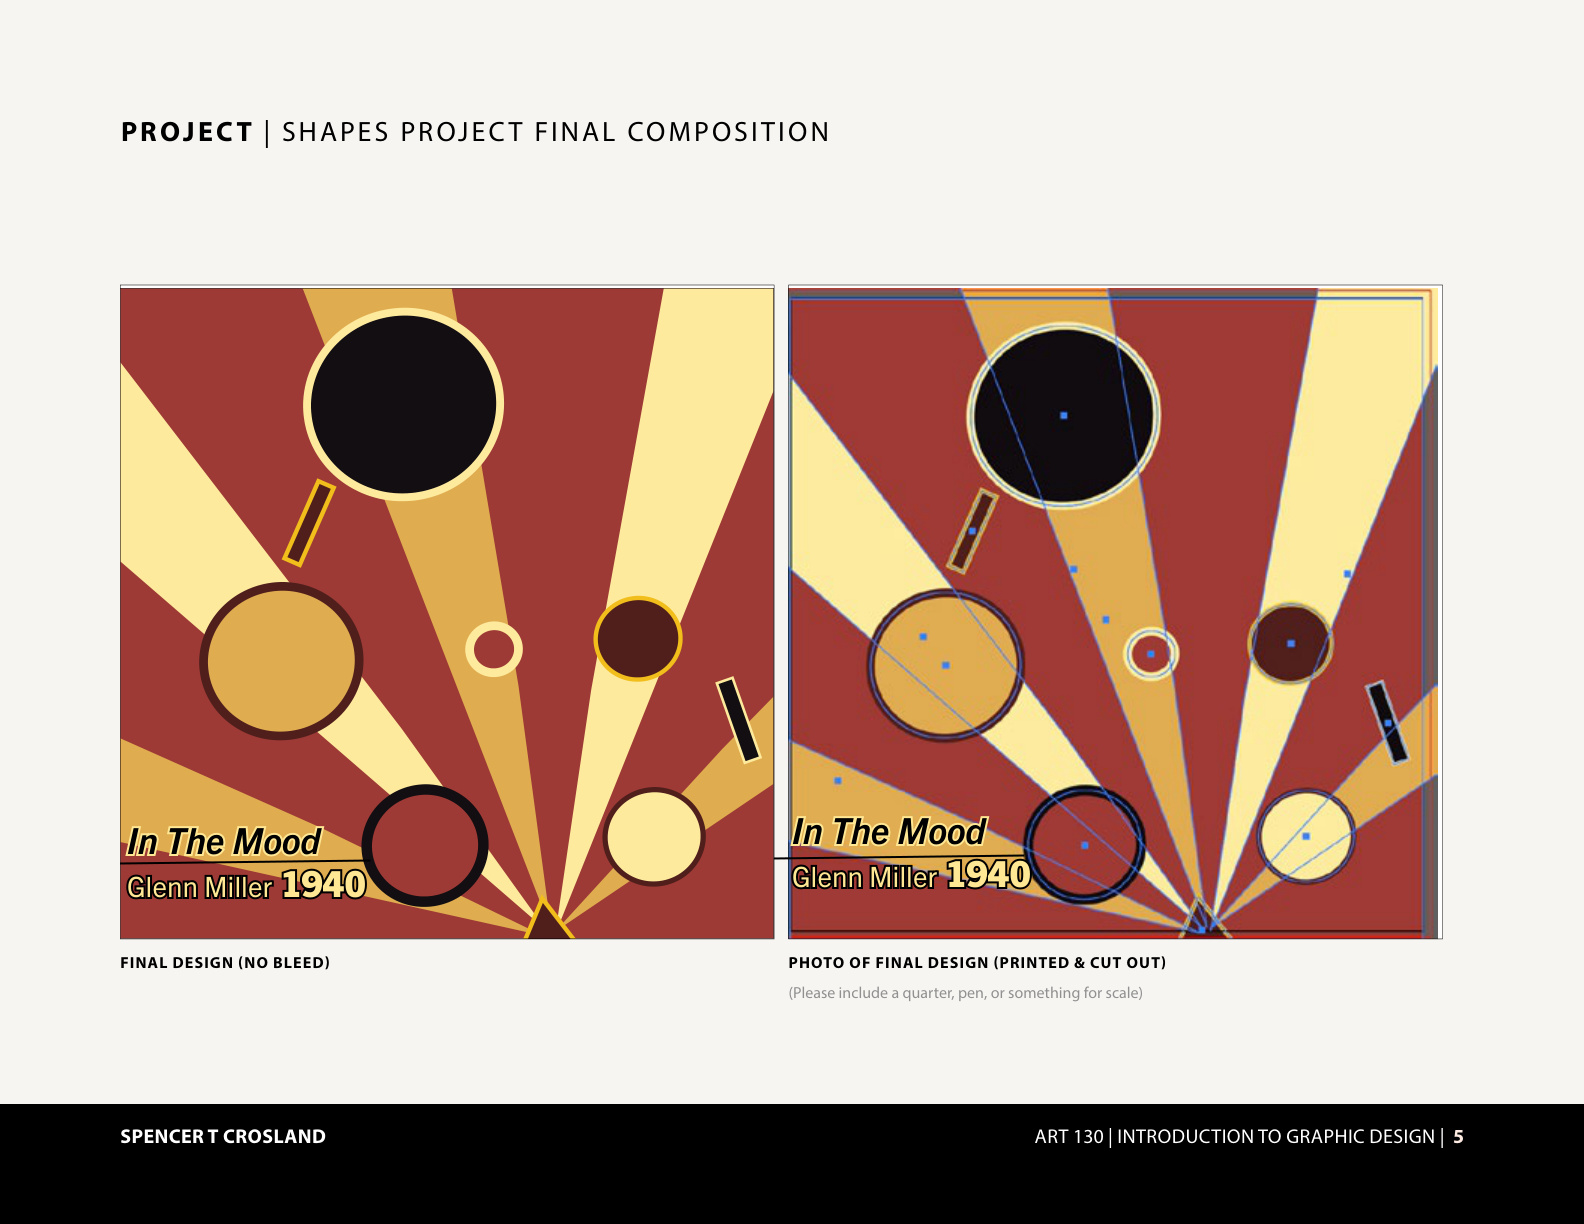 PROJECT | SHAPES PROJECT FINAL COMPOSITION
In The Mood
Glenn Miller 1940
In The Mood
Glenn Miller 1940
FINAL DESIGN (NO BLEED)
PHOTO OF FINAL DESIGN (PRINTED & CUT OUT)
(Please include a quarter, pen, or something for scale)
SPENCER T CROSLAND
ART 130 | INTRODUCTION TO GRAPHIC DESIGN | 5